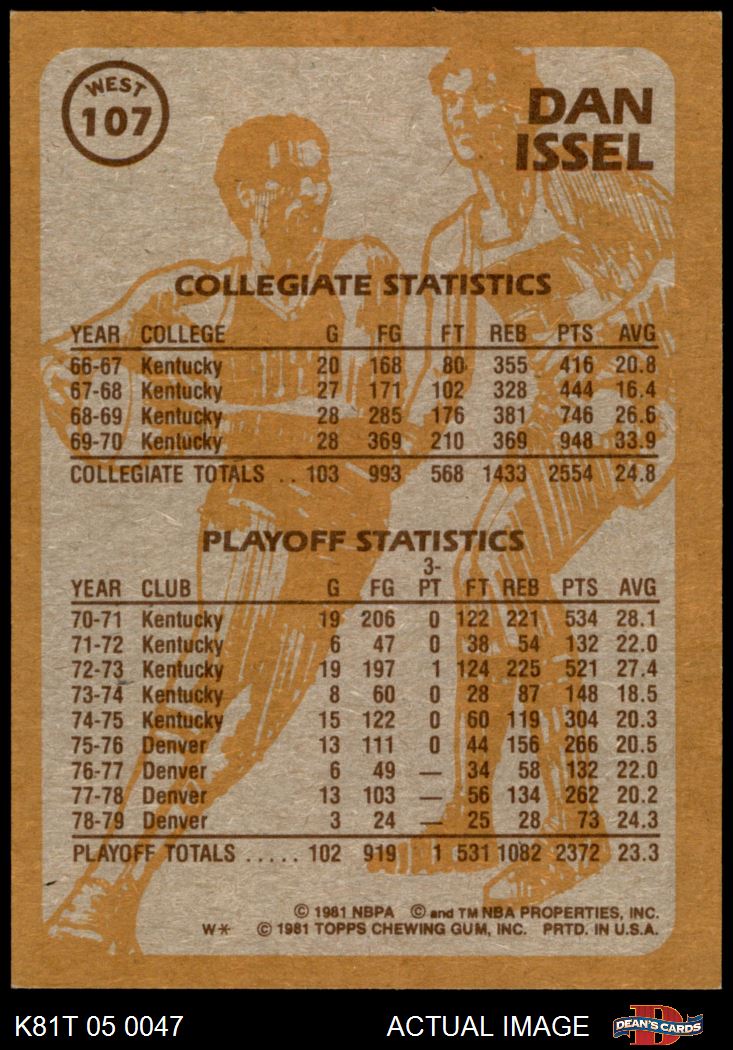 WEST
107
DAN
ISSEL
COLLEGIATE STATISTICS
YEAR COLLEGE G FG FT REB PTS AVG
66-67 Kentucky 20 168 80 355 416 20.8
67-68 Kentucky 27 171 102 328 444 16.4
68-69 Kentucky 28 285 176 381 746 26.6
69-70 Kentucky 28 369 210 369 948 33.9
COLLEGIATE TOTALS .. 103 993 568 1433 2554 24.8
PLAYOFF STATISTICS
YEAR CLUB G FG 3-PT FT REB PTS AVG
70-71 Kentucky 19 206 0 122 221 534 28.1
71-72 Kentucky 6 47 0 38 54 132 22.0
72-73 Kentucky 19 197 1 124 225 521 27.4
73-74 Kentucky 8 60 0 28 87 148 18.5
74-75 Kentucky 15 122 0 60 119 304 20.3
75-76 Denver 13 111 0 44 156 266 20.5
76-77 Denver 6 49 — 34 58 132 22.0
77-78 Denver 13 103 — 56 134 262 20.2
78-79 Denver 3 24 — 25 28 73 24.3
PLAYOFF TOTALS ..... 102 919 1 531 1082 2372 23.3
© 1981 NBPA © and TM NBA PROPERTIES, INC.
W* © 1981 TOPPS CHEWING GUM, INC. PRTD. IN U.S.A.
K81T 05 0047 ACTUAL IMAGE
D
DEAN'S CARDS